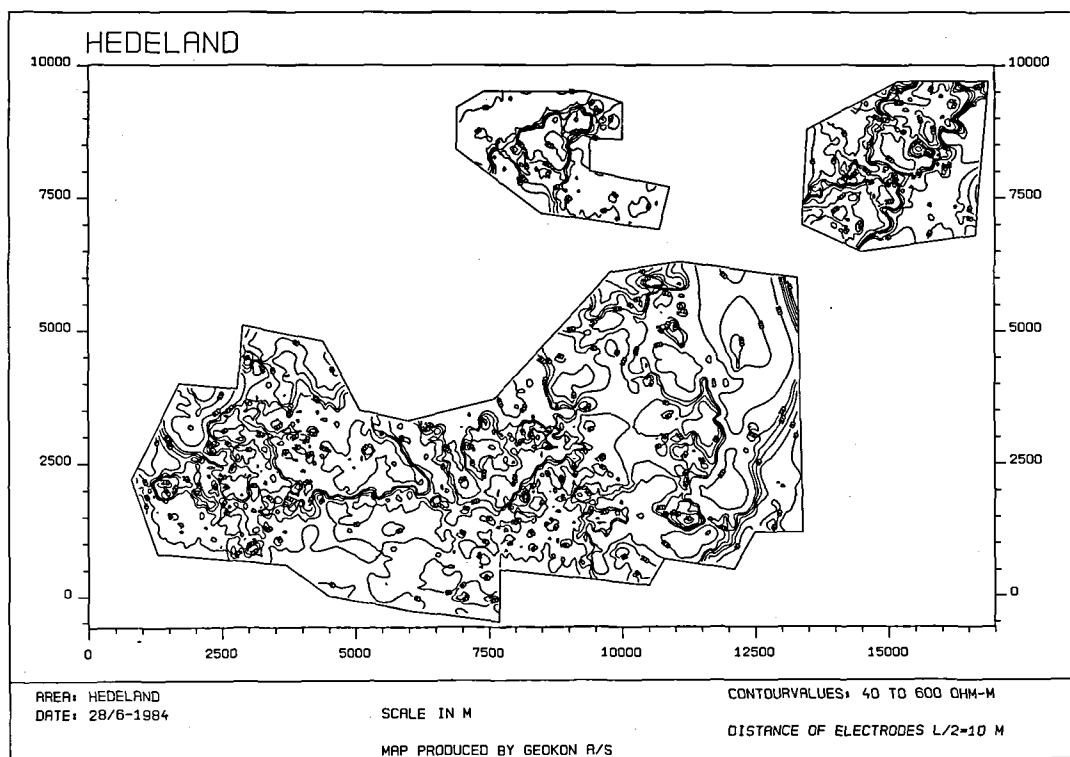 HEDELAND
10000 10000
7500 7500
5000 5000
2500 2500
0 0
0 2500 5000 7500 10000 12500 15000
AREA: HEDELAND
DATE: 28/6-1984
SCALE IN M
MAP PRODUCED BY GEOKON A/S
CONTOURVALUES: 40 TO 600 OHM-M
DISTANCE OF ELECTRODES L/2=10 M